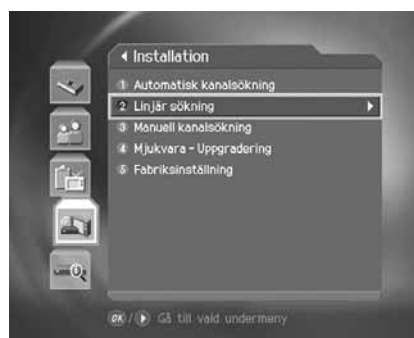 Installation
1 Automatisk kanalsökning
2 Linjär sökning
3 Manuell kanalsökning
4 Mjukvara - Uppgradering
5 Fabriksinställning
OK / Gå till vald undermeny